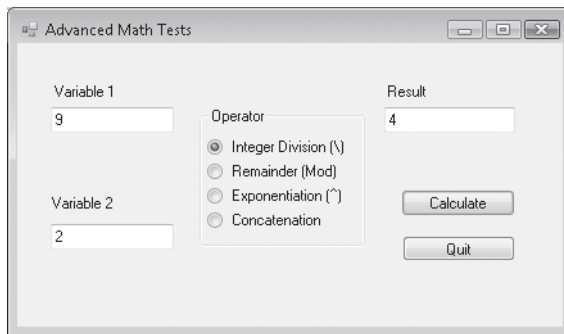 Advanced Math Tests
Variable 1
9
Variable 2
2
Operator
Integer Division (\)
Remainder (Mod)
Exponentiation (^)
Concatenation
Result
4
Calculate
Quit